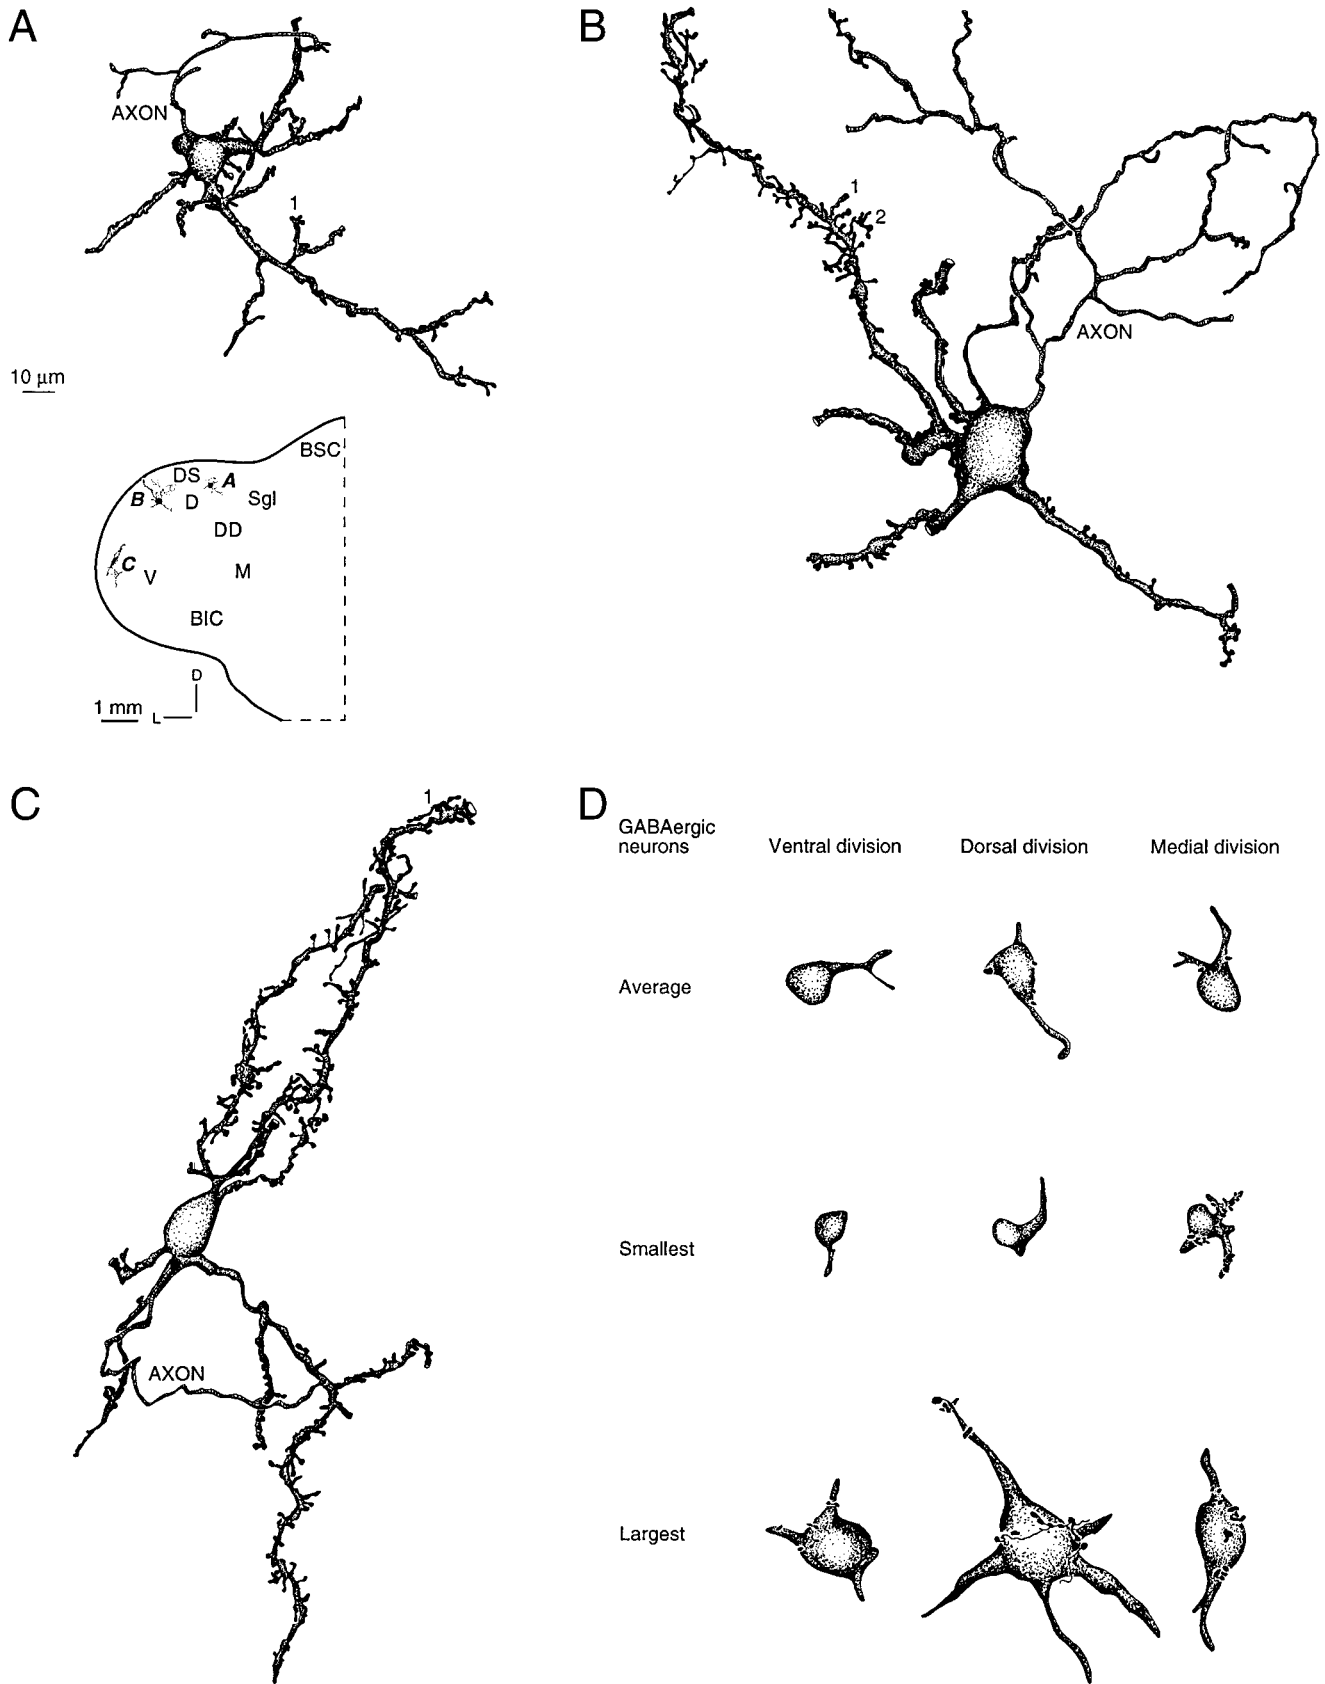 A
AXON
1
10 μm
BSC
DS
A
B
D
Sgl
DD
C
V
M
BIC
D
1 mm
L
B
1
2
AXON
C
1
AXON
D
GABAergic
neurons
Ventral division
Dorsal division
Medial division
Average
Smallest
Largest